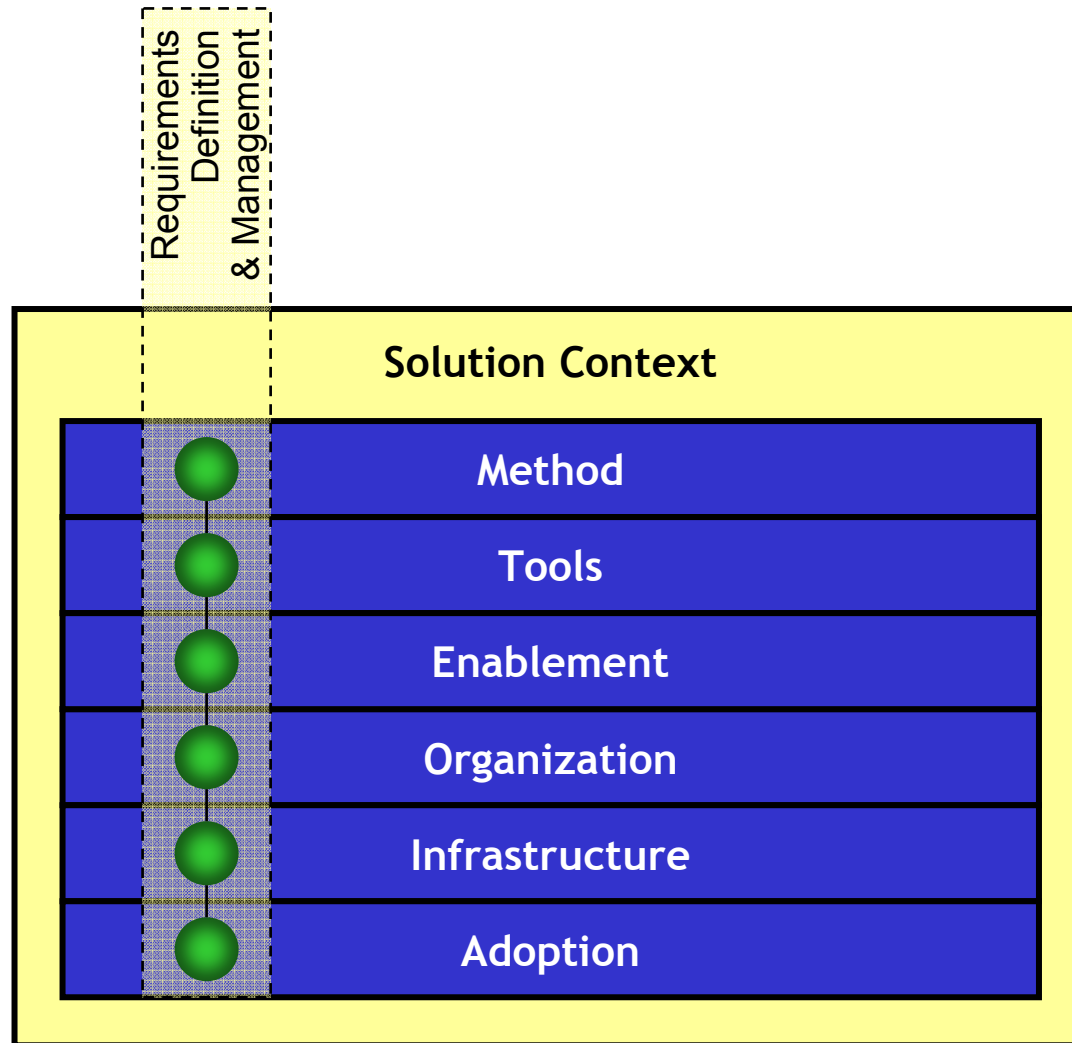 Requirements
Definition
& Management
Solution Context
Method
Tools
Enablement
Organization
Infrastructure
Adoption